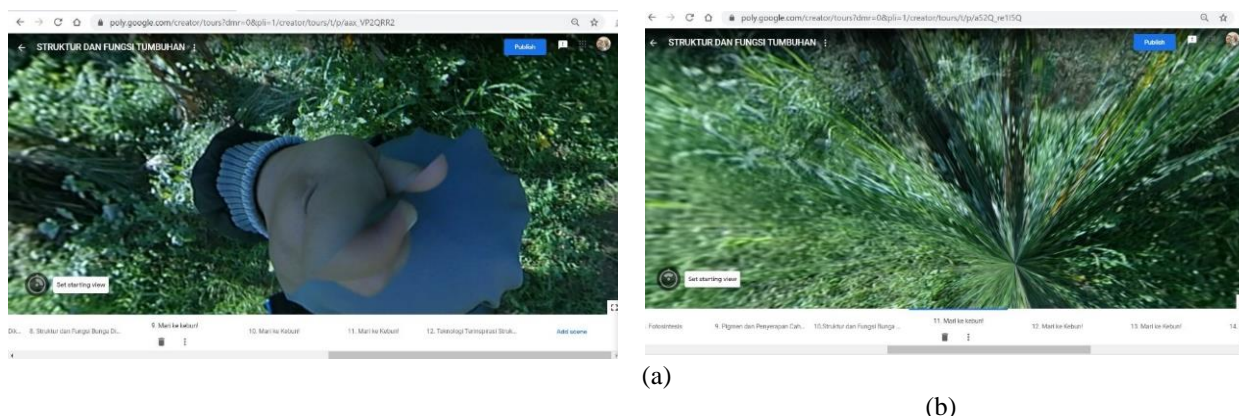 poly.google.com/creator/tours?dmr=0&pli=1/creator/tours/t/p/aax_VP2QRR2
STRUKTUR DAN FUNGSI TUMBUHAN
Publish
Set starting view
8. Struktur dan Fungsi Bunga Di...
9. Mari ke kebun!
10. Mari ke Kebun!
11. Mari ke Kebun!
12. Teknologi Terinspirasi Struk...
Add scene
poly.google.com/creator/tours?dmr=0&pli=1/creator/tours/t/p/aS2Q_re1l5Q
STRUKTUR DAN FUNGSI TUMBUHAN
Publish
Set starting view
Fotosintesis
9. Pigmen dan Penyerapan Cah...
10.Struktur dan Fungsi Bunga ...
11. Mari ke kebun!
12. Mari ke Kebun!
13. Mari ke Kebun!
14.
(a)
(b)